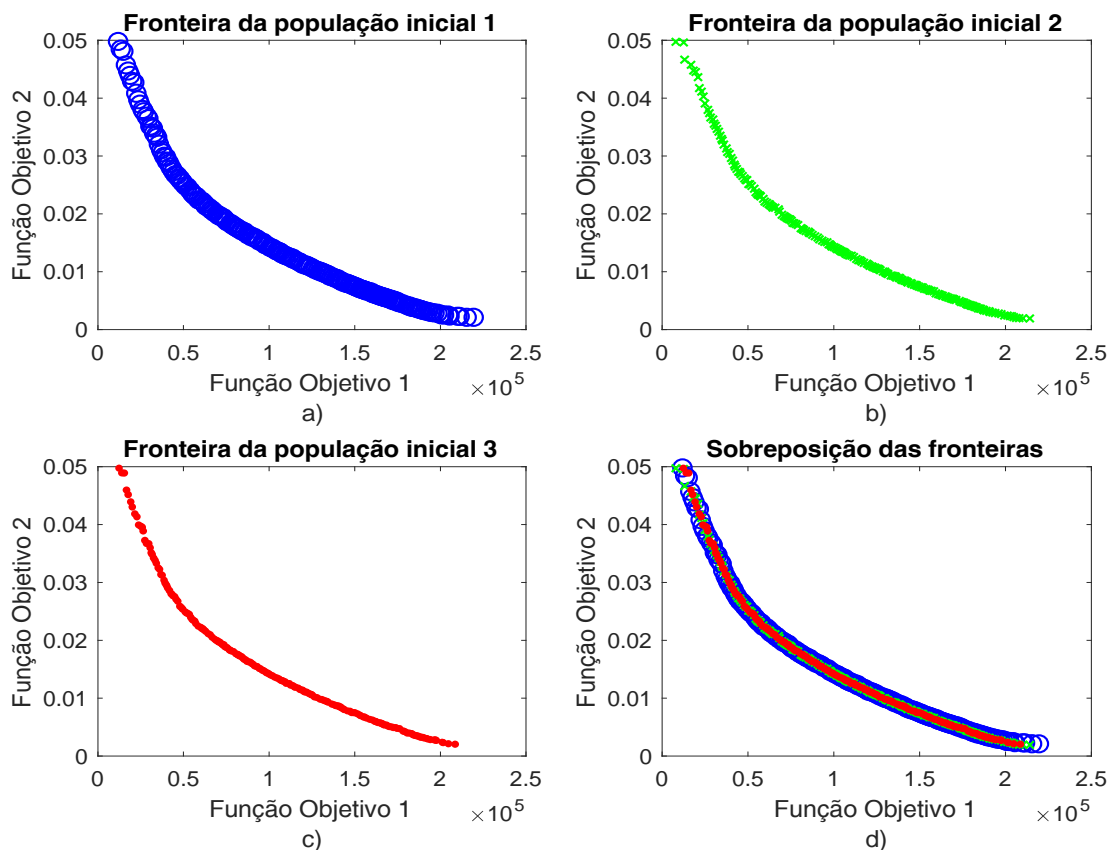 Fronteira da população inicial 1
Função Objetivo 2
0.05
0.04
0.03
0.02
0.01
0
0 0.5 1 1.5 2 2.5
Função Objetivo 1 ×10^5
a)
Fronteira da população inicial 2
Função Objetivo 2
0.05
0.04
0.03
0.02
0.01
0
0 0.5 1 1.5 2 2.5
Função Objetivo 1 ×10^5
b)
Fronteira da população inicial 3
Função Objetivo 2
0.05
0.04
0.03
0.02
0.01
0
0 0.5 1 1.5 2 2.5
Função Objetivo 1 ×10^5
c)
Sobreposição das fronteiras
Função Objetivo 2
0.05
0.04
0.03
0.02
0.01
0
0 0.5 1 1.5 2 2.5
Função Objetivo 1 ×10^5
d)